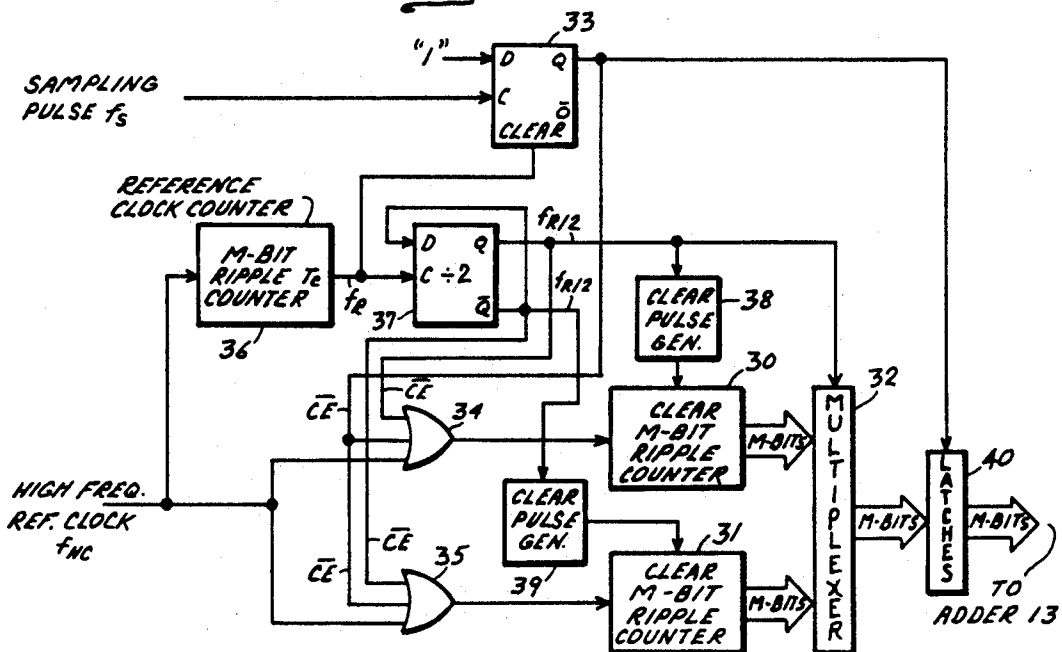 33
"1"
D Q
SAMPLING
PULSE fS
C
Q̅
CLEAR
REFERENCE
CLOCK COUNTER
M-BIT
RIPPLE Tc
COUNTER
36
fR
D Q
C ÷2
Q̅
37
fR/2
fR/2
CLEAR
PULSE
GEN.
38
30
32
C̅E̅
C̅E̅
34
CLEAR
M-BIT
RIPPLE
COUNTER
M-BITS
MULTIPLEXER
HIGH FREQ.
REF. CLOCK
fHC
CLEAR
PULSE
GEN.
39
40
M-BITS
LATCHES
M-BITS
C̅E̅
C̅E̅
35
31
CLEAR
M-BIT
RIPPLE
COUNTER
M-BITS
TO
ADDER 13